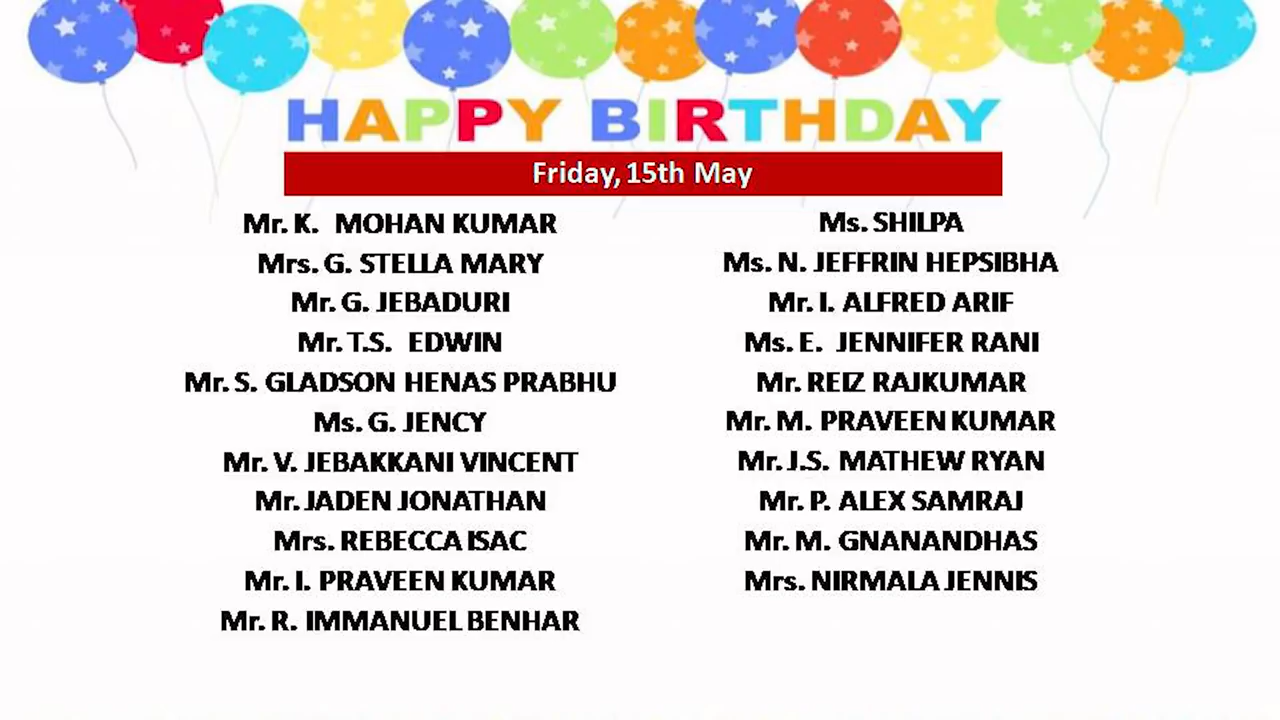 HAPPY BIRTHDAY
Friday, 15th May
Mr. K. MOHAN KUMAR
Mrs. G. STELLA MARY
Mr. G. JEBADURI
Mr. T.S. EDWIN
Mr. S. GLADSON HENAS PRABHU
Ms. G. JENCY
Mr. V. JEBAKKANI VINCENT
Mr. JADEN JONATHAN
Mrs. REBECCA ISAC
Mr. I. PRAVEEN KUMAR
Mr. R. IMMANUEL BENHAR
Ms. SHILPA
Ms. N. JEFFRIN HEPSIBHA
Mr. I. ALFRED ARIF
Ms. E. JENNIFER RANI
Mr. REIZ RAJKUMAR
Mr. M. PRAVEEN KUMAR
Mr. J.S. MATHEW RYAN
Mr. P. ALEX SAMRAJ
Mr. M. GNANANDHAS
Mrs. NIRMALA JENNIS